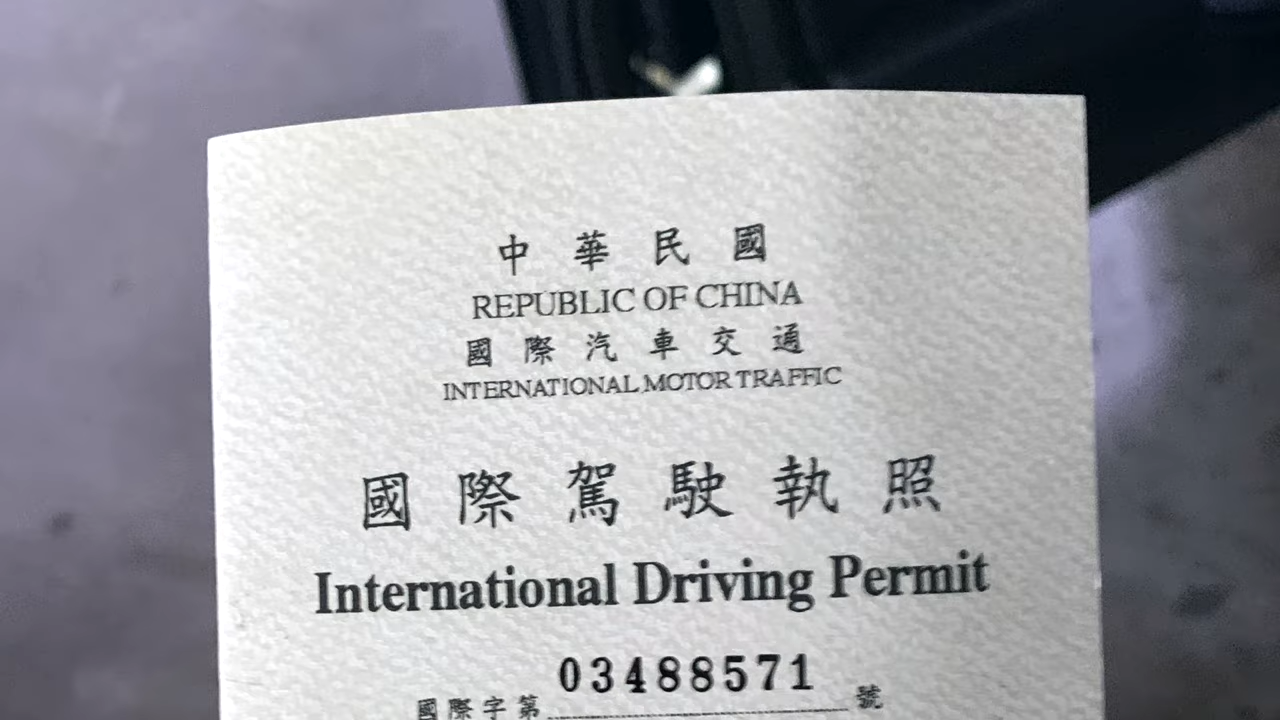 中華民國
REPUBLIC OF CHINA
國際汽車交通
INTERNATIONAL MOTOR TRAFFIC
國際駕駛執照
International Driving Permit
國際字第 03488571 號